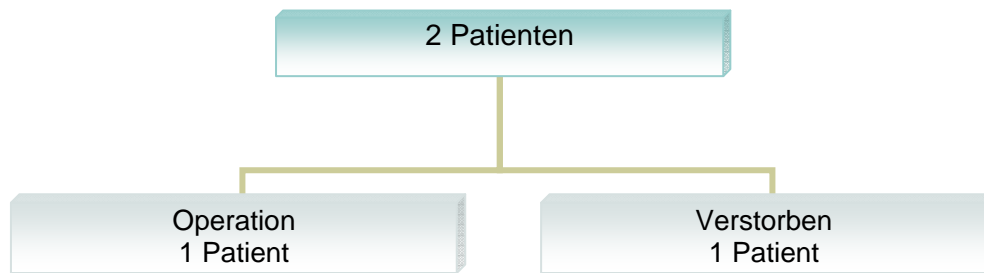 2 Patienten
Operation
1 Patient
Verstorben
1 Patient